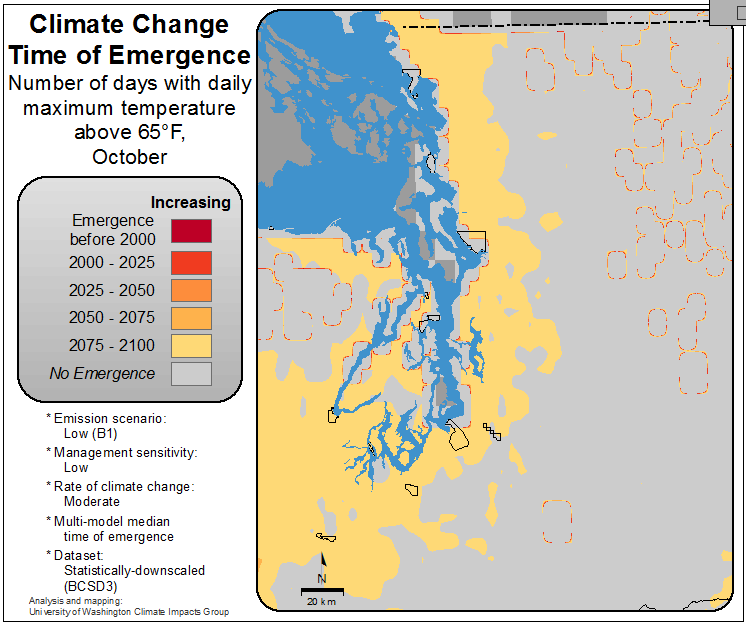 Climate Change
Time of Emergence
Number of days with daily
maximum temperature
above 65°F,
October
Increasing
Emergence
before 2000
2000 - 2025
2025 - 2050
2050 - 2075
2075 - 2100
No Emergence
* Emission scenario:
Low (B1)
* Management sensitivity:
Low
* Rate of climate change:
Moderate
* Multi-model median
time of emergence
* Dataset:
Statistically-downscaled
(BCSD3)
Analysis and mapping:
University of Washington Climate Impacts Group
N
20 km